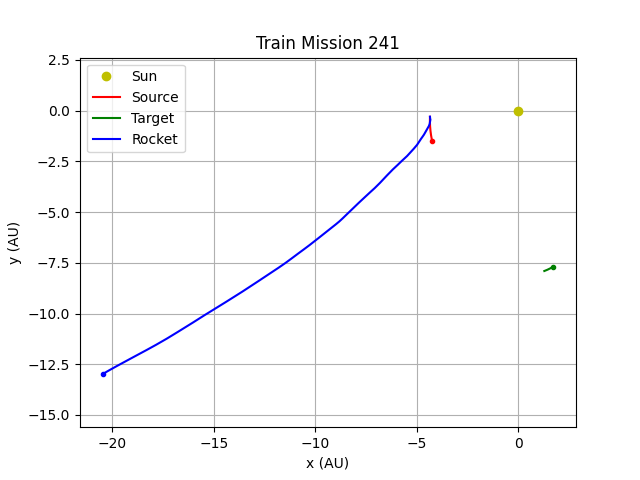 Train Mission 241
Sun
Source
Target
Rocket
2.5
0.0
−2.5
−5.0
−7.5
−10.0
−12.5
−15.0
y (AU)
−20 −15 −10 −5 0
x (AU)